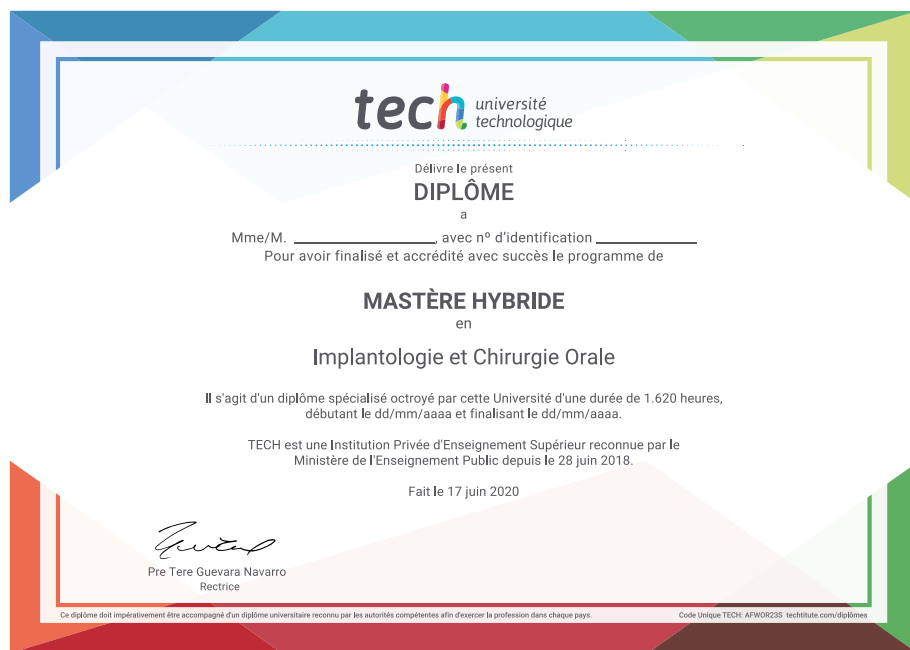 tech université
technologique
Délivre le présent
DIPLÔME
a
Mme/M. ____________________, avec nº d'identification ______________
Pour avoir finalisé et accrédité avec succès le programme de
MASTÈRE HYBRIDE
en
Implantologie et Chirurgie Orale
Il s'agit d'un diplôme spécialisé octroyé par cette Université d'une durée de 1.620 heures,
débutant le dd/mm/aaaa et finalisant le dd/mm/aaaa.
TECH est une Institution Privée d'Enseignement Supérieur reconnue par le
Ministère de l'Enseignement Public depuis le 28 juin 2018.
Fait le 17 juin 2020
Pre Tere Guevara Navarro
Rectrice
Ce diplôme doit impérativement être accompagné d'un diplôme universitaire reconnu par les autorités compétentes afin d'exercer la profession dans chaque pays.
Code Unique TECH: AFWOR23S techtitute.com/diplômes